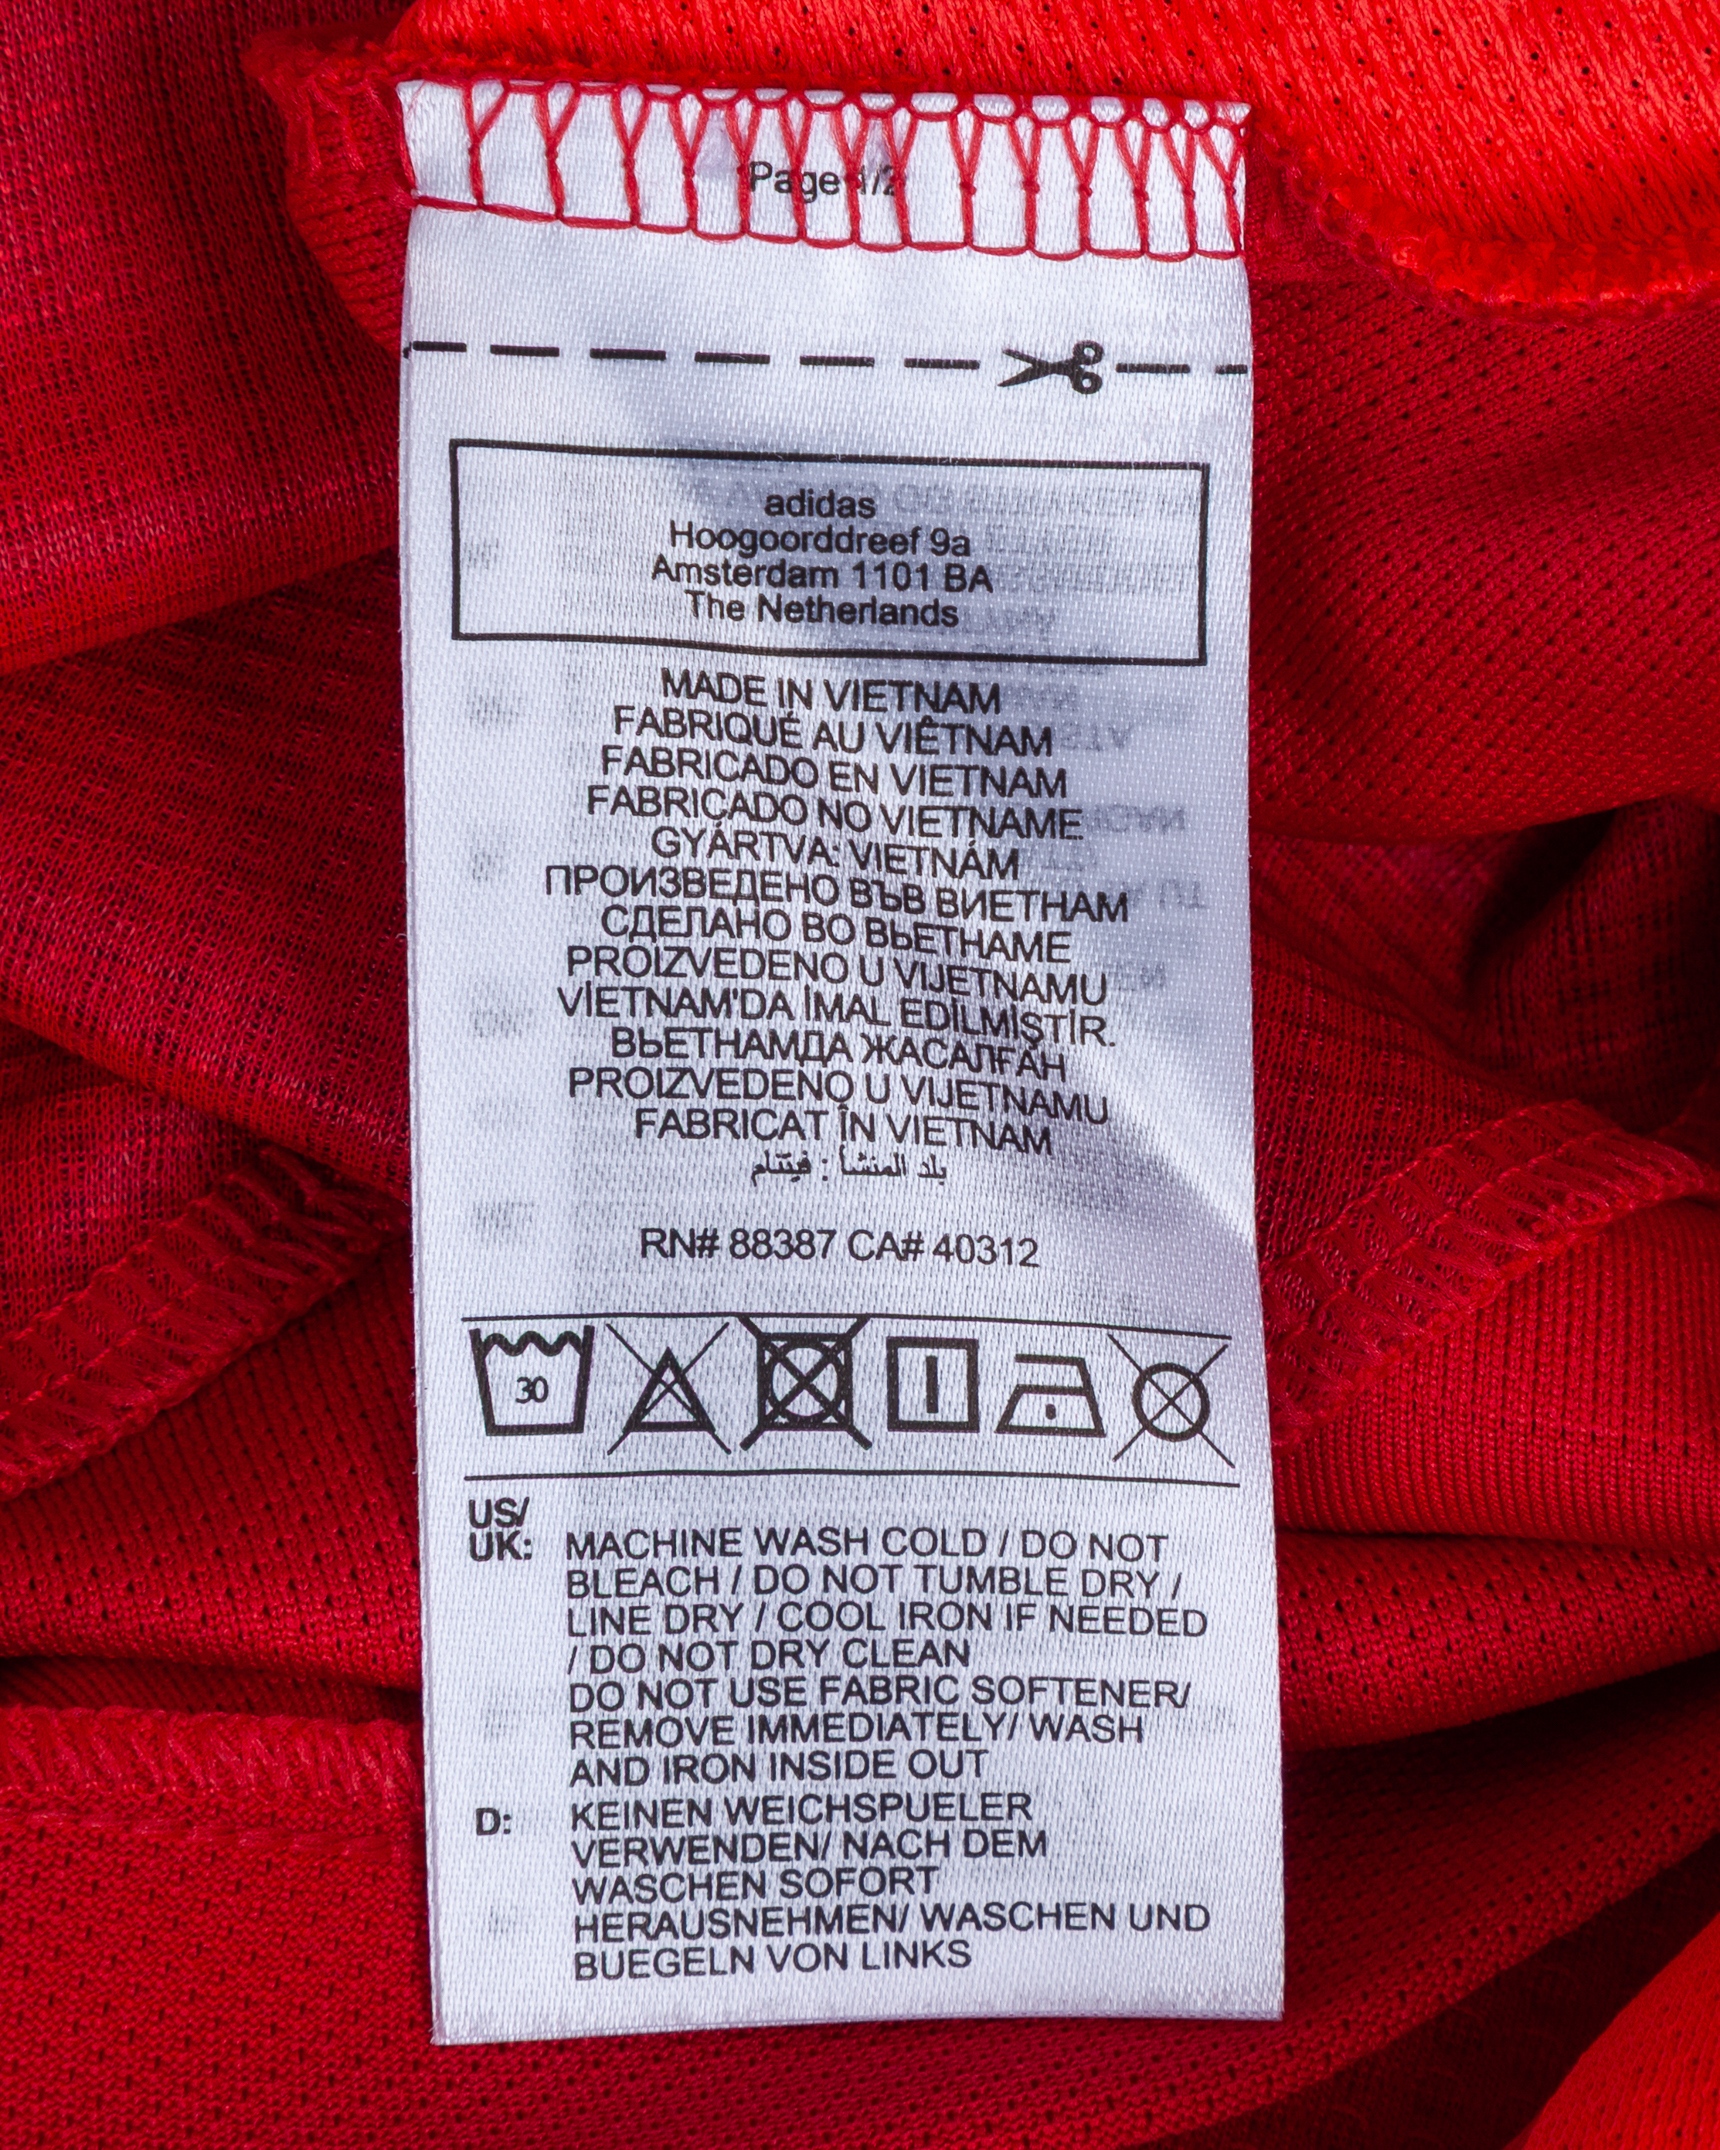 Page 1/2
adidas
Hoogoorddreef 9a
Amsterdam 1101 BA
The Netherlands
MADE IN VIETNAM
FABRIQUÉ AU VIÊTNAM
FABRICADO EN VIETNAM
FABRICADO NO VIETNAME
GYÁRTVA: VIETNÁM
ПРОИЗВЕДЕНО ВЪВ ВИЕТНАМ
СДЕЛАНО ВО ВЬЕТНАМЕ
PROIZVEDENO U VIJETNAMU
VİETNAM'DA İMAL EDİLMİŞTİR.
ВЬЕТНАМДА ЖАСАЛҒАН
PROIZVEDENO U VIJETNAMU
FABRICAT ÎN VIETNAM
بلد المنشأ : فيتنام
RN# 88387 CA# 40312
30
US/
UK: MACHINE WASH COLD / DO NOT
BLEACH / DO NOT TUMBLE DRY /
LINE DRY / COOL IRON IF NEEDED
/ DO NOT DRY CLEAN
DO NOT USE FABRIC SOFTENER/
REMOVE IMMEDIATELY/ WASH
AND IRON INSIDE OUT
D: KEINEN WEICHSPUELER
VERWENDEN/ NACH DEM
WASCHEN SOFORT
HERAUSNEHMEN/ WASCHEN UND
BUEGELN VON LINKS